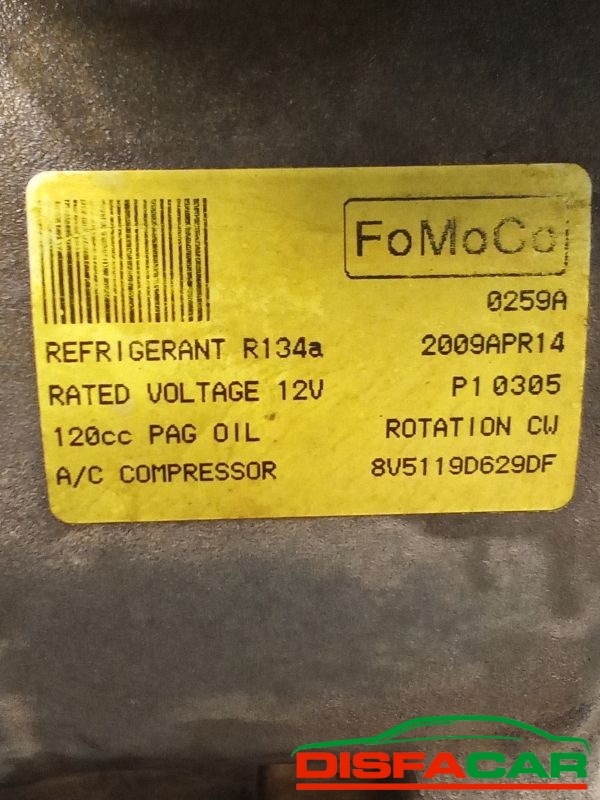 FoMoCo
0259A
REFRIGERANT R134a 2009APR14
RATED VOLTAGE 12V P1 0305
120cc PAG OIL ROTATION CW
A/C COMPRESSOR 8V5119D629DF
DISFACAR